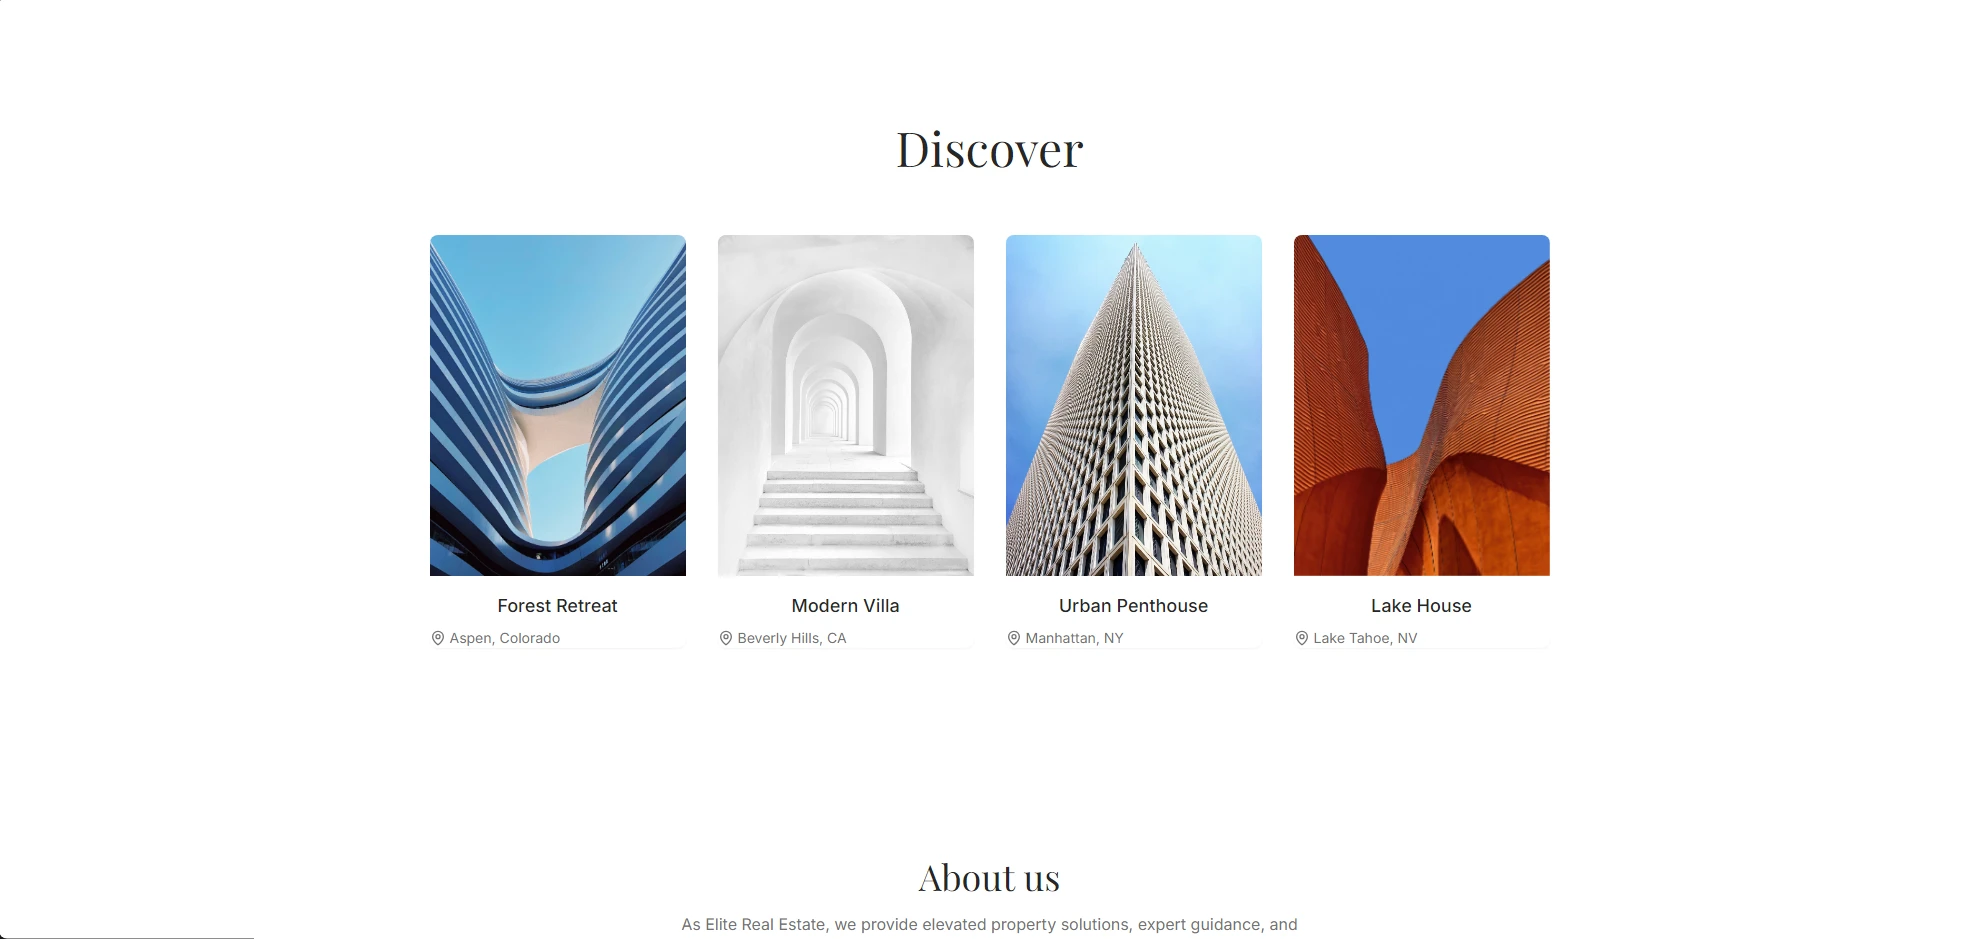 Discover
Forest Retreat
Aspen, Colorado
Modern Villa
Beverly Hills, CA
Urban Penthouse
Manhattan, NY
Lake House
Lake Tahoe, NV
About us
As Elite Real Estate, we provide elevated property solutions, expert guidance, and